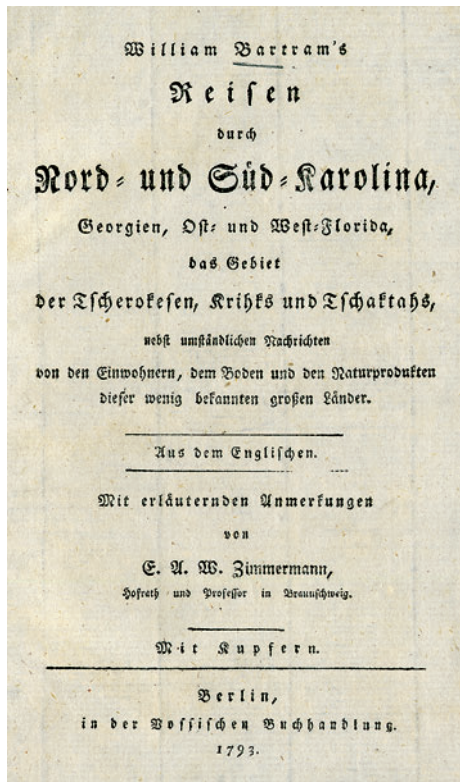 William Bartram's
Reisen
durch
Nord- und Süd-Karolina,
Georgien, Ost- und West-Florida,
das Gebiet
der Tscherokesen, Krihks und Tschaktahs,
nebst umständlichen Nachrichten
von den Einwohnern, dem Boden und den Naturprodukten
dieser wenig bekannten großen Länder.
Aus dem Englischen.
Mit erläuternden Anmerkungen
von
E. A. W. Zimmermann,
Hofrath und Professor in Braunschweig.
Mit Kupfern.
Berlin,
in der Vossischen Buchhandlung.
1793.